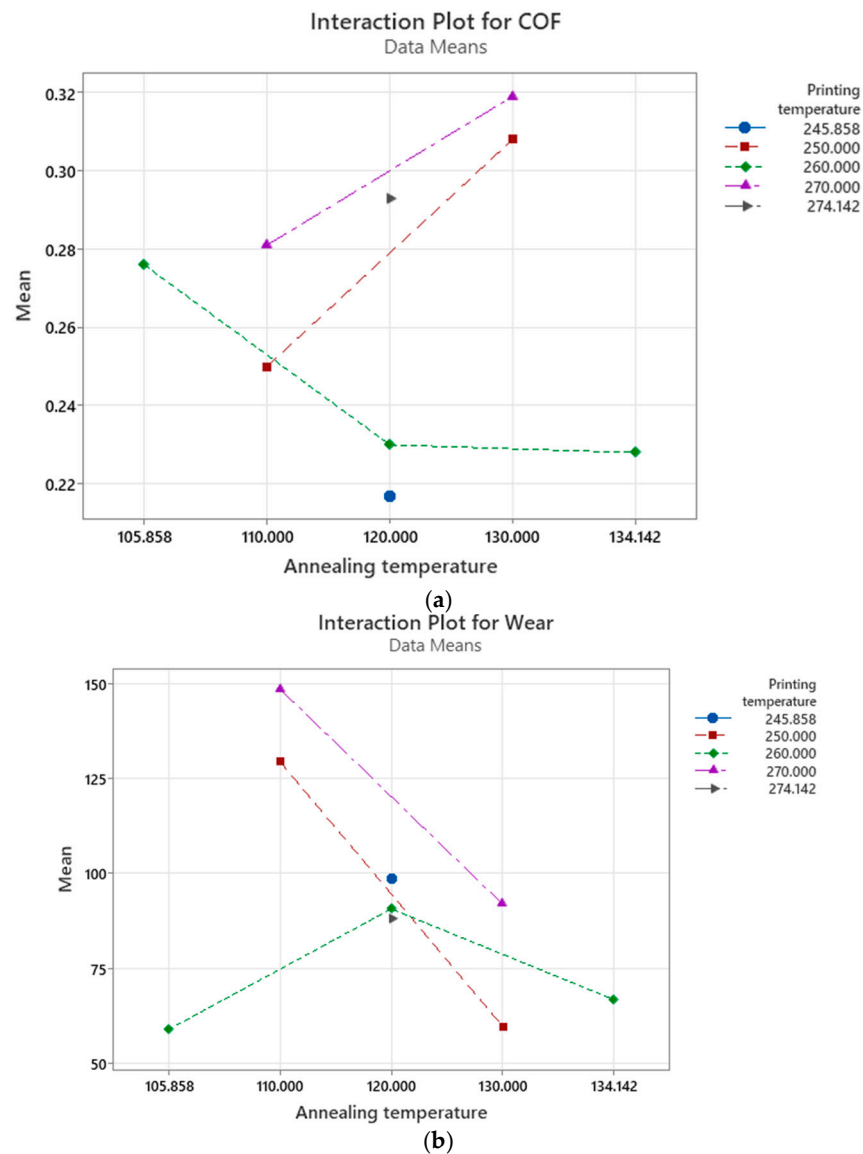 Interaction Plot for COF
Data Means
Printing
temperature
245.858
250.000
260.000
270.000
274.142
Mean
0.32
0.30
0.28
0.26
0.24
0.22
105.858 110.000 120.000 130.000 134.142
Annealing temperature
(a)
Interaction Plot for Wear
Data Means
Printing
temperature
245.858
250.000
260.000
270.000
274.142
Mean
150
125
100
75
50
105.858 110.000 120.000 130.000 134.142
Annealing temperature
(b)